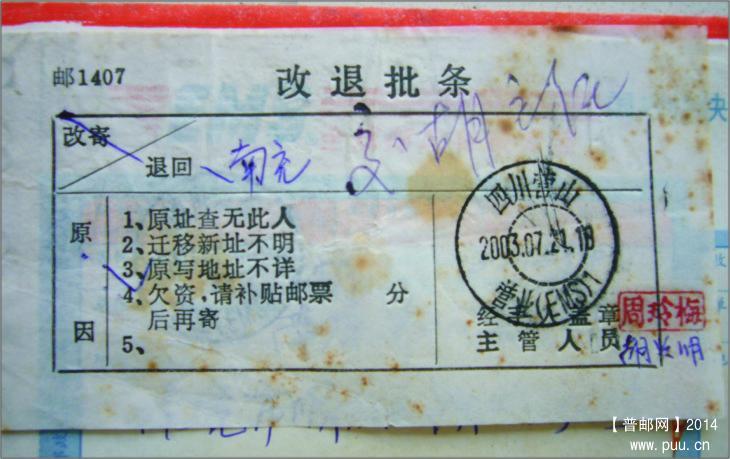 邮1407 改退批条
改寄
退回 南充
原因
1、原址查无此人
2、迁移新址不明
3、原写地址不详
4、欠资,请补贴邮票 分
后再寄
5、
四川营山
2003.07.21.18
(EMS)1
经手 盖章
主管人员
周玲梅
央
【普邮网】2014
www.puu.cn